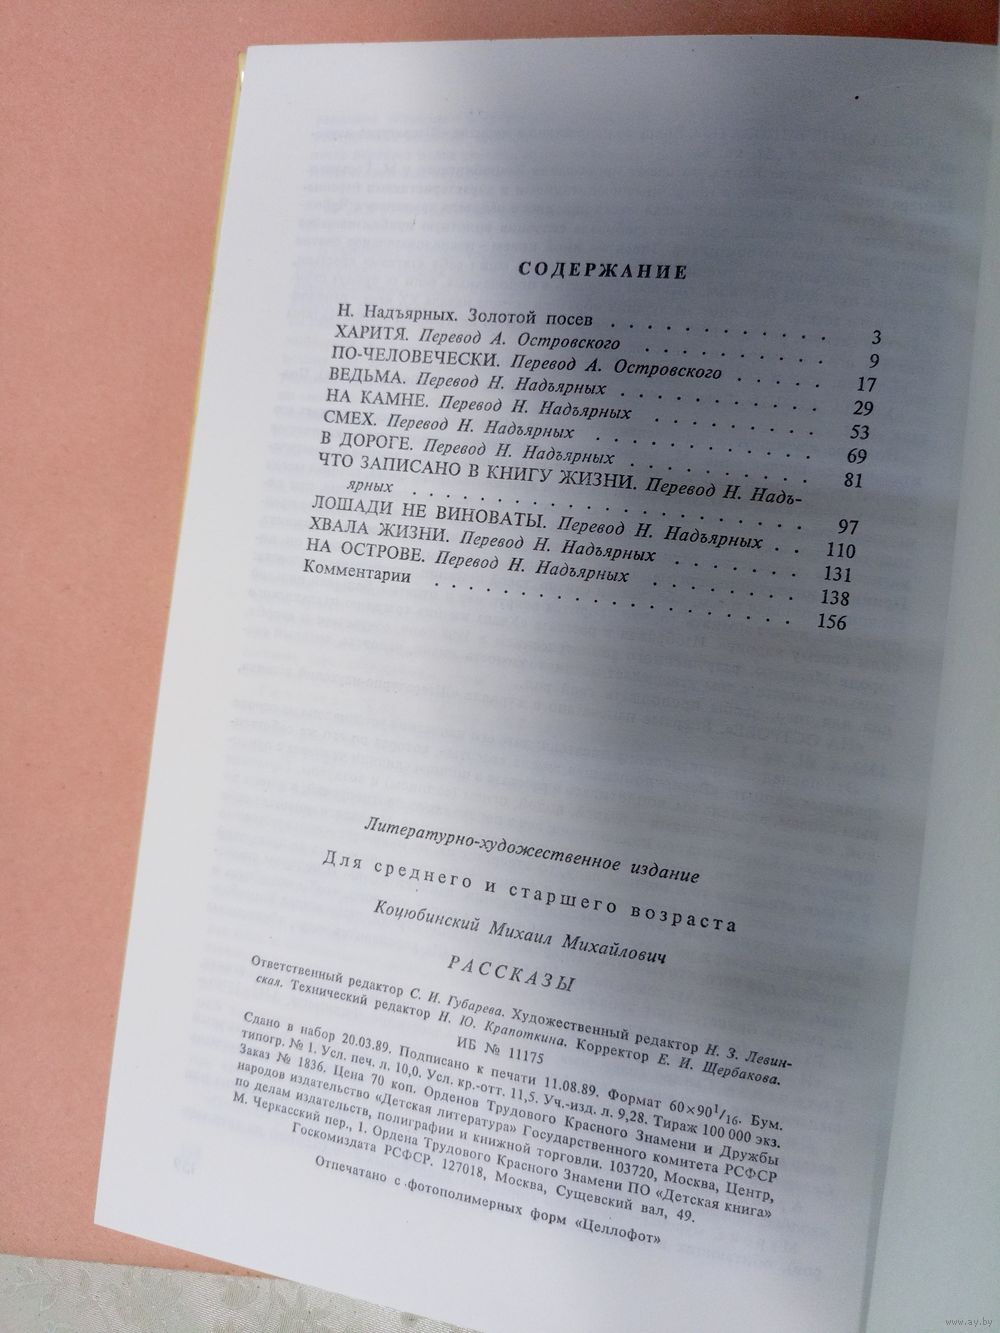 СОДЕРЖАНИЕ
Н. Надъярных. Золотой посев . . . . . . . . . . . 3
ХАРИТЯ. Перевод А. Островского . . . . . . . . . . 9
ПО-ЧЕЛОВЕЧЕСКИ. Перевод А. Островского . . . . . 17
ВЕДЬМА. Перевод Н. Надъярных . . . . . . . . . . 29
НА КАМНЕ. Перевод Н. Надъярных . . . . . . . . . 53
СМЕХ. Перевод Н. Надъярных . . . . . . . . . . . 69
В ДОРОГЕ. Перевод Н. Надъярных . . . . . . . . . 81
ЧТО ЗАПИСАНО В КНИГУ ЖИЗНИ. Перевод Н. Надъ-
ярных . . . . . . . . . . . . . . . . . . . 97
ЛОШАДИ НЕ ВИНОВАТЫ. Перевод Н. Надъярных . . 110
ХВАЛА ЖИЗНИ. Перевод Н. Надъярных . . . . . . . 131
НА ОСТРОВЕ. Перевод Н. Надъярных . . . . . . . . 138
Комментарии . . . . . . . . . . . . . . . . . . 156
Литературно-художественное издание
Для среднего и старшего возраста
Коцюбинский Михаил Михайлович
РАССКАЗЫ
Ответственный редактор С. И. Губарева. Художественный редактор Н. З. Левин-
ская. Технический редактор Н. Ю. Крапоткина. Корректор Е. И. Щербакова.
ИБ № 11175
Сдано в набор 20.03.89. Подписано к печати 11.08.89. Формат 60×90 1/16. Бум.
типогр. № 1. Усл. печ. л. 10,0. Усл. кр.-отт. 11,5. Уч.-изд. л. 9,28. Тираж 100 000 экз.
Заказ № 1836. Цена 70 коп. Орденов Трудового Красного Знамени и Дружбы
народов издательство «Детская литература» Государственного комитета РСФСР
по делам издательств, полиграфии и книжной торговли. 103720, Москва, Центр,
М. Черкасский пер., 1. Ордена Трудового Красного Знамени ПО «Детская книга»
Госкомиздата РСФСР. 127018, Москва, Сущевский вал, 49.
Отпечатано с фотополимерных форм «Целлофот»
www.ay.by